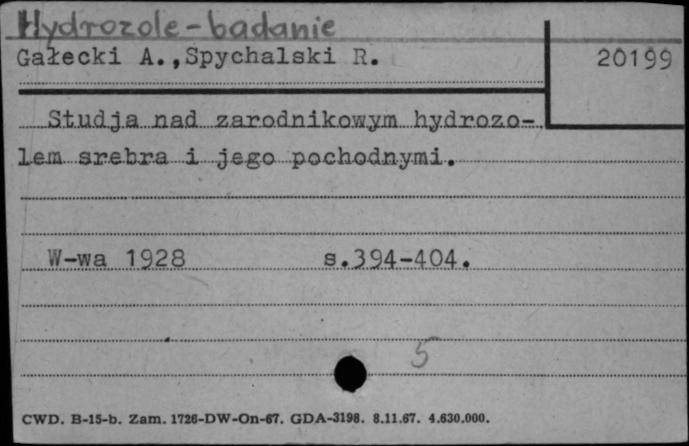 Hydrozole-badanie
Gałecki A.,Spychalski R.
20199
Studja nad zarodnikowym hydrozo-
lem srebra i jego pochodnymi.
W-wa 1928 s.394-404.
5
CWD. B-15-b. Zam. 1726-DW-On-67. GDA-3198. 8.11.67. 4.630.000.